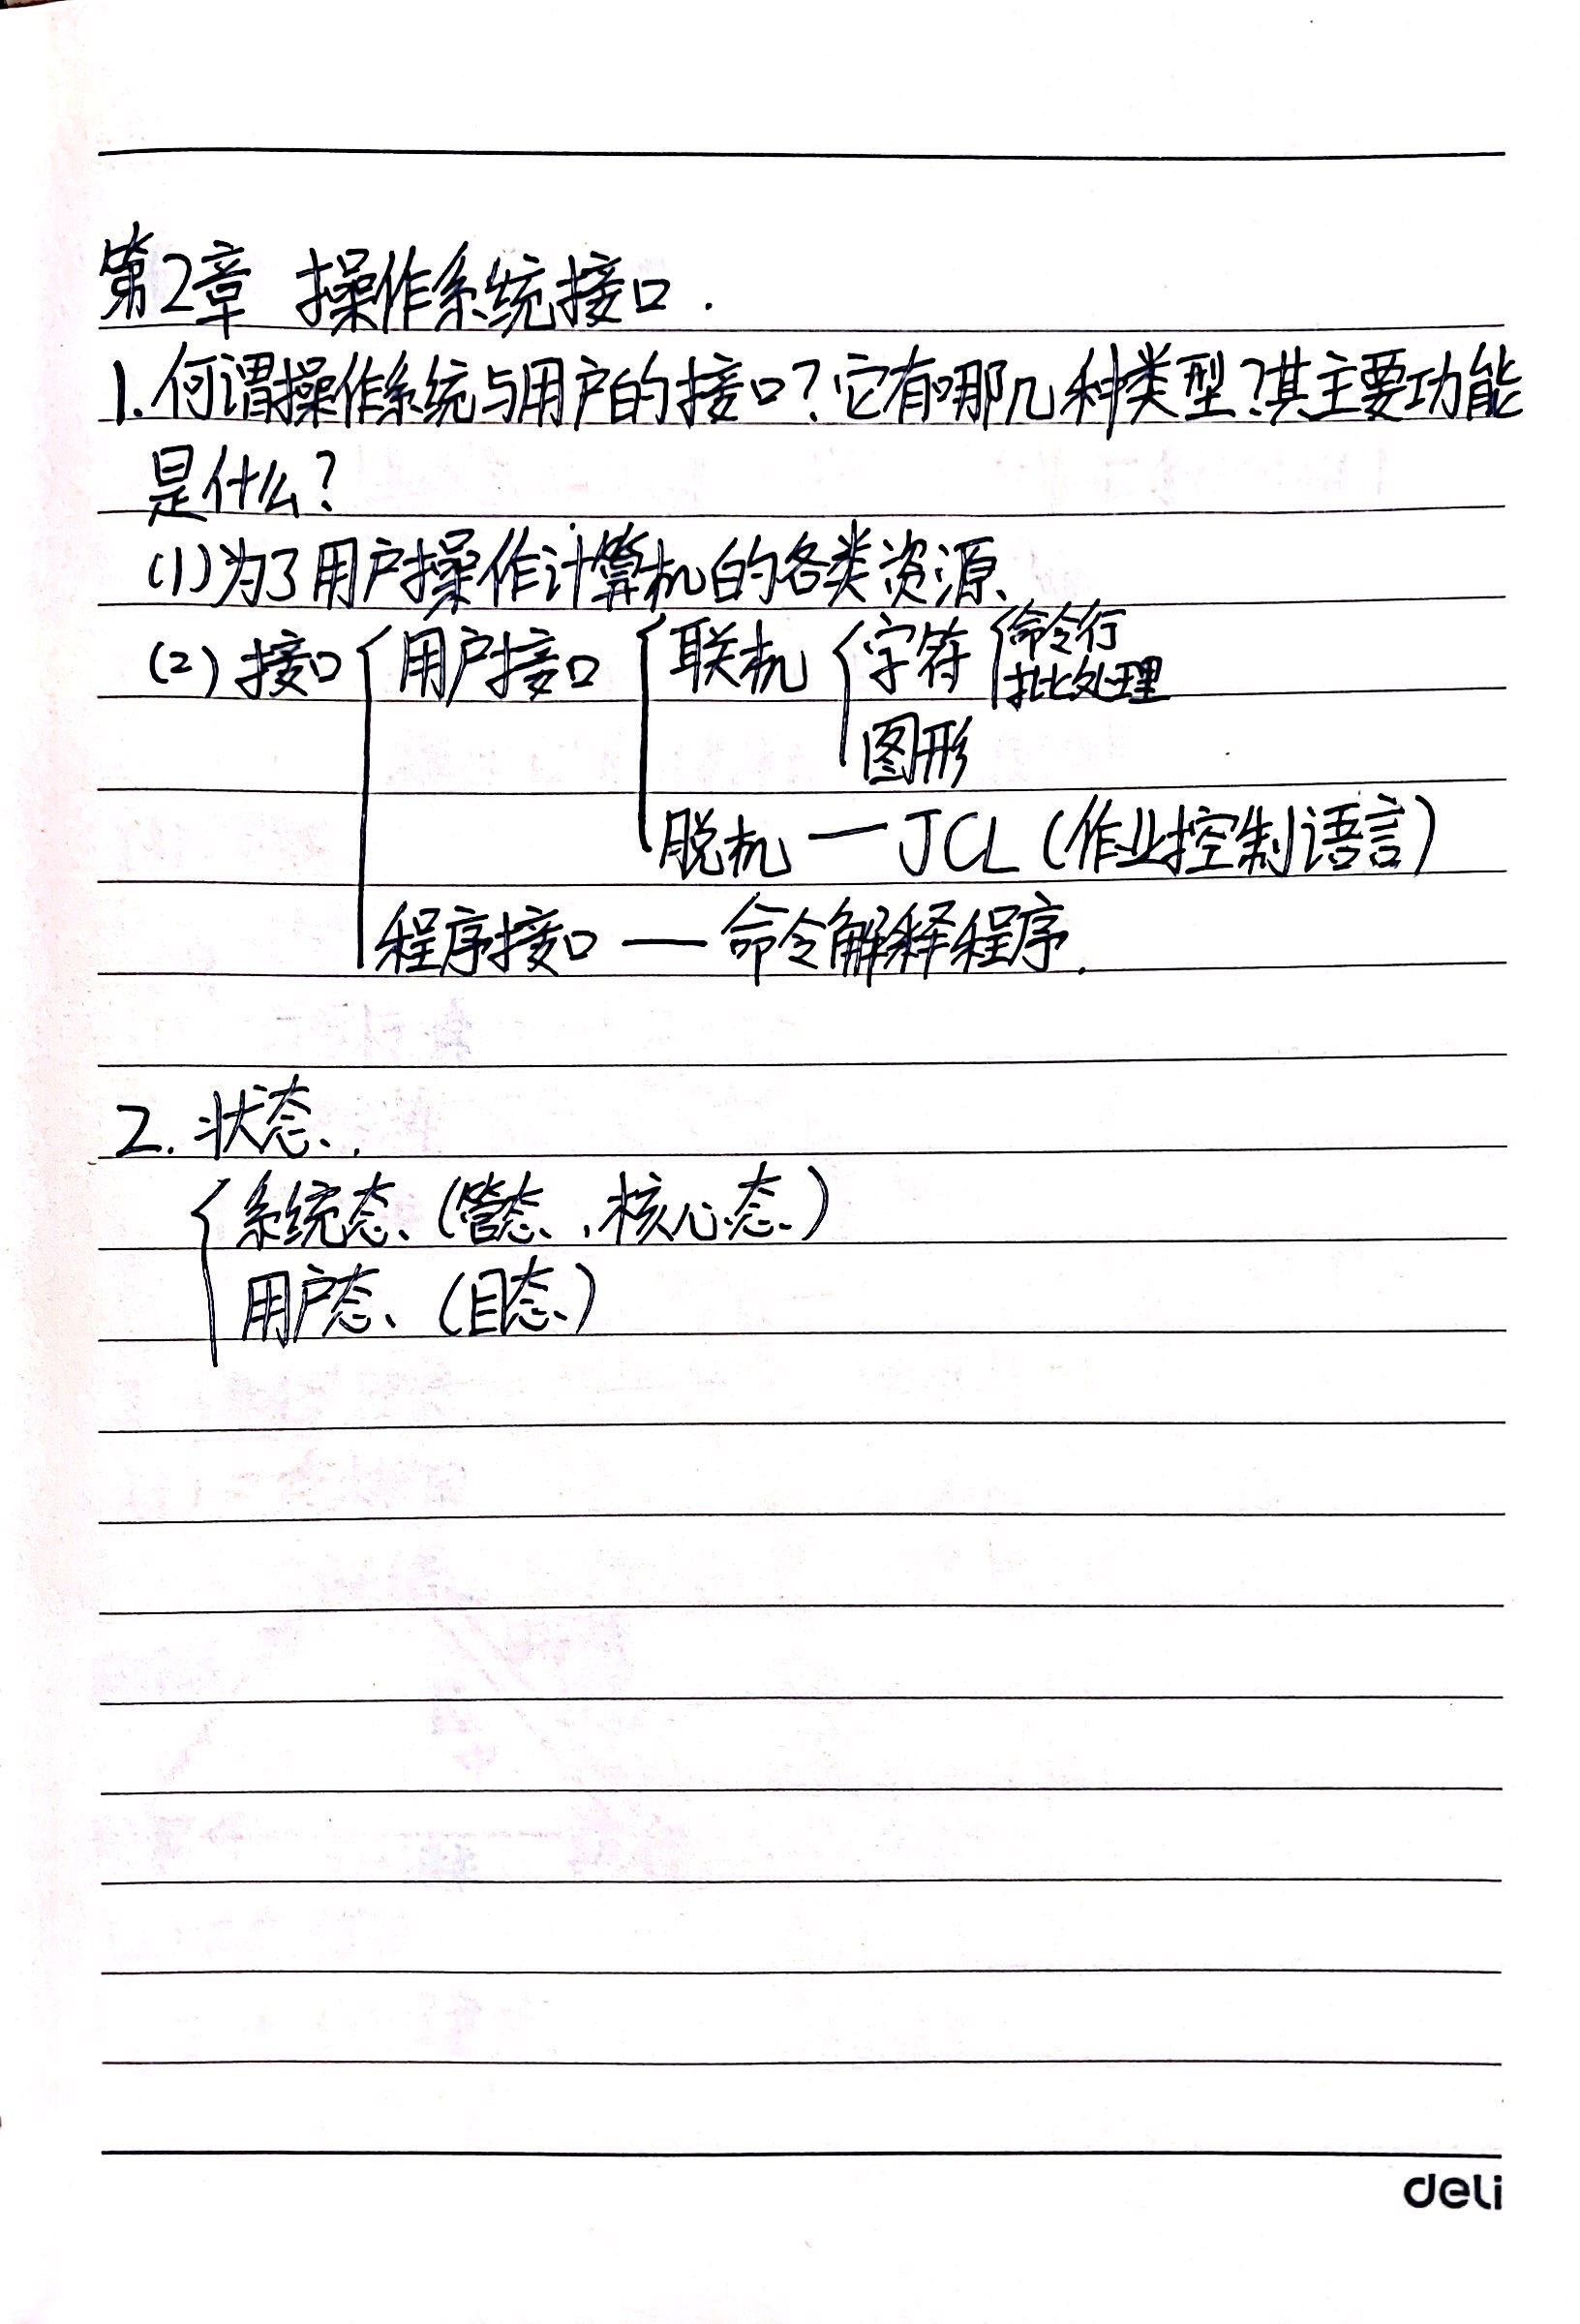 第2章 操作系统接口.
1.何谓操作系统与用户的接口?它有哪几种类型?其主要功能
是什么?
(1)为了用户操作计算机的各类资源、
(2)接口 用户接口 联机 字符 命令行
批处理
图形
脱机 — JCL (作业控制语言)
程序接口 — 命令解释程序.
2. 状态.
系统态 (管态,核心态)
用户态 (目态)
deli